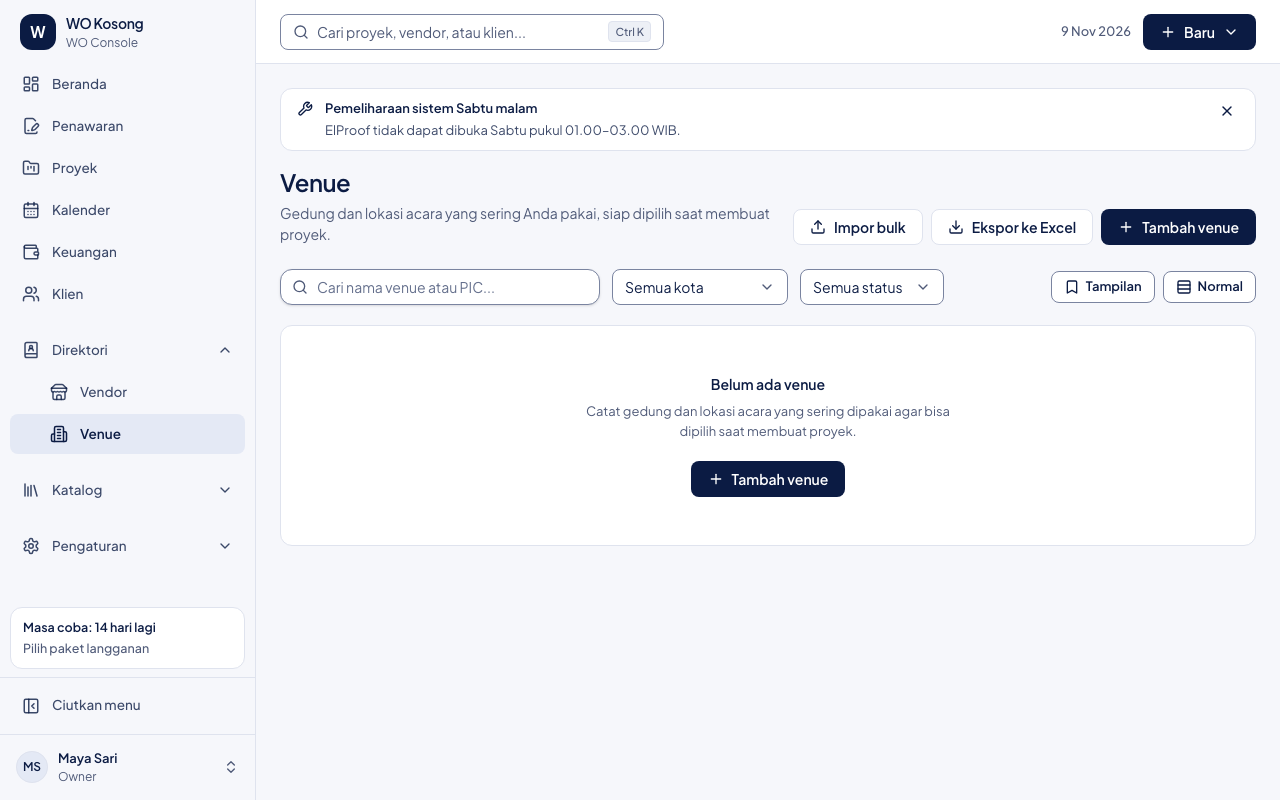 W
WO Kosong
WO Console
Beranda
Penawaran
Proyek
Kalender
Keuangan
Klien
Direktori
Vendor
Venue
Katalog
Pengaturan
Masa coba: 14 hari lagi
Pilih paket langganan
Ciutkan menu
MS
Maya Sari
Owner
Cari proyek, vendor, atau klien...
Ctrl K
9 Nov 2026
Baru
Pemeliharaan sistem Sabtu malam
ElProof tidak dapat dibuka Sabtu pukul 01.00–03.00 WIB.
Venue
Gedung dan lokasi acara yang sering Anda pakai, siap dipilih saat membuat
proyek.
Impor bulk
Ekspor ke Excel
Tambah venue
Cari nama venue atau PIC...
Semua kota
Semua status
Tampilan
Normal
Belum ada venue
Catat gedung dan lokasi acara yang sering dipakai agar bisa
dipilih saat membuat proyek.
Tambah venue